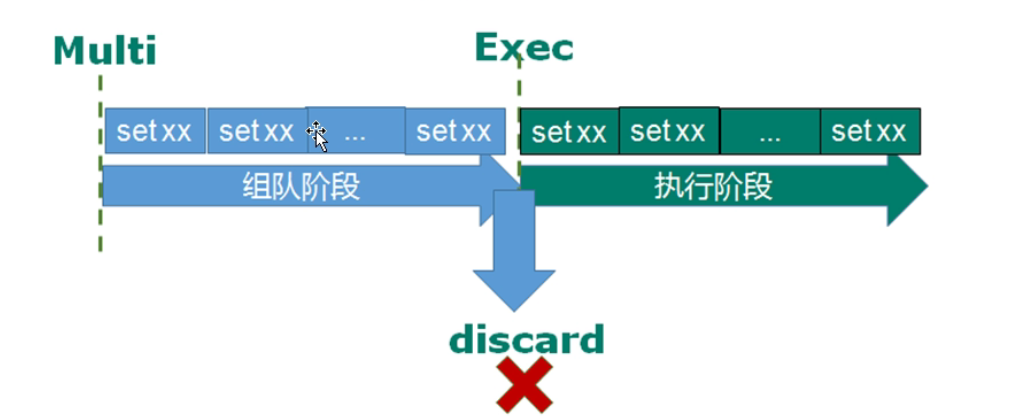 Multi
Exec
set xx set xx ... set xx set xx set xx ... set xx
组队阶段 执行阶段
discard